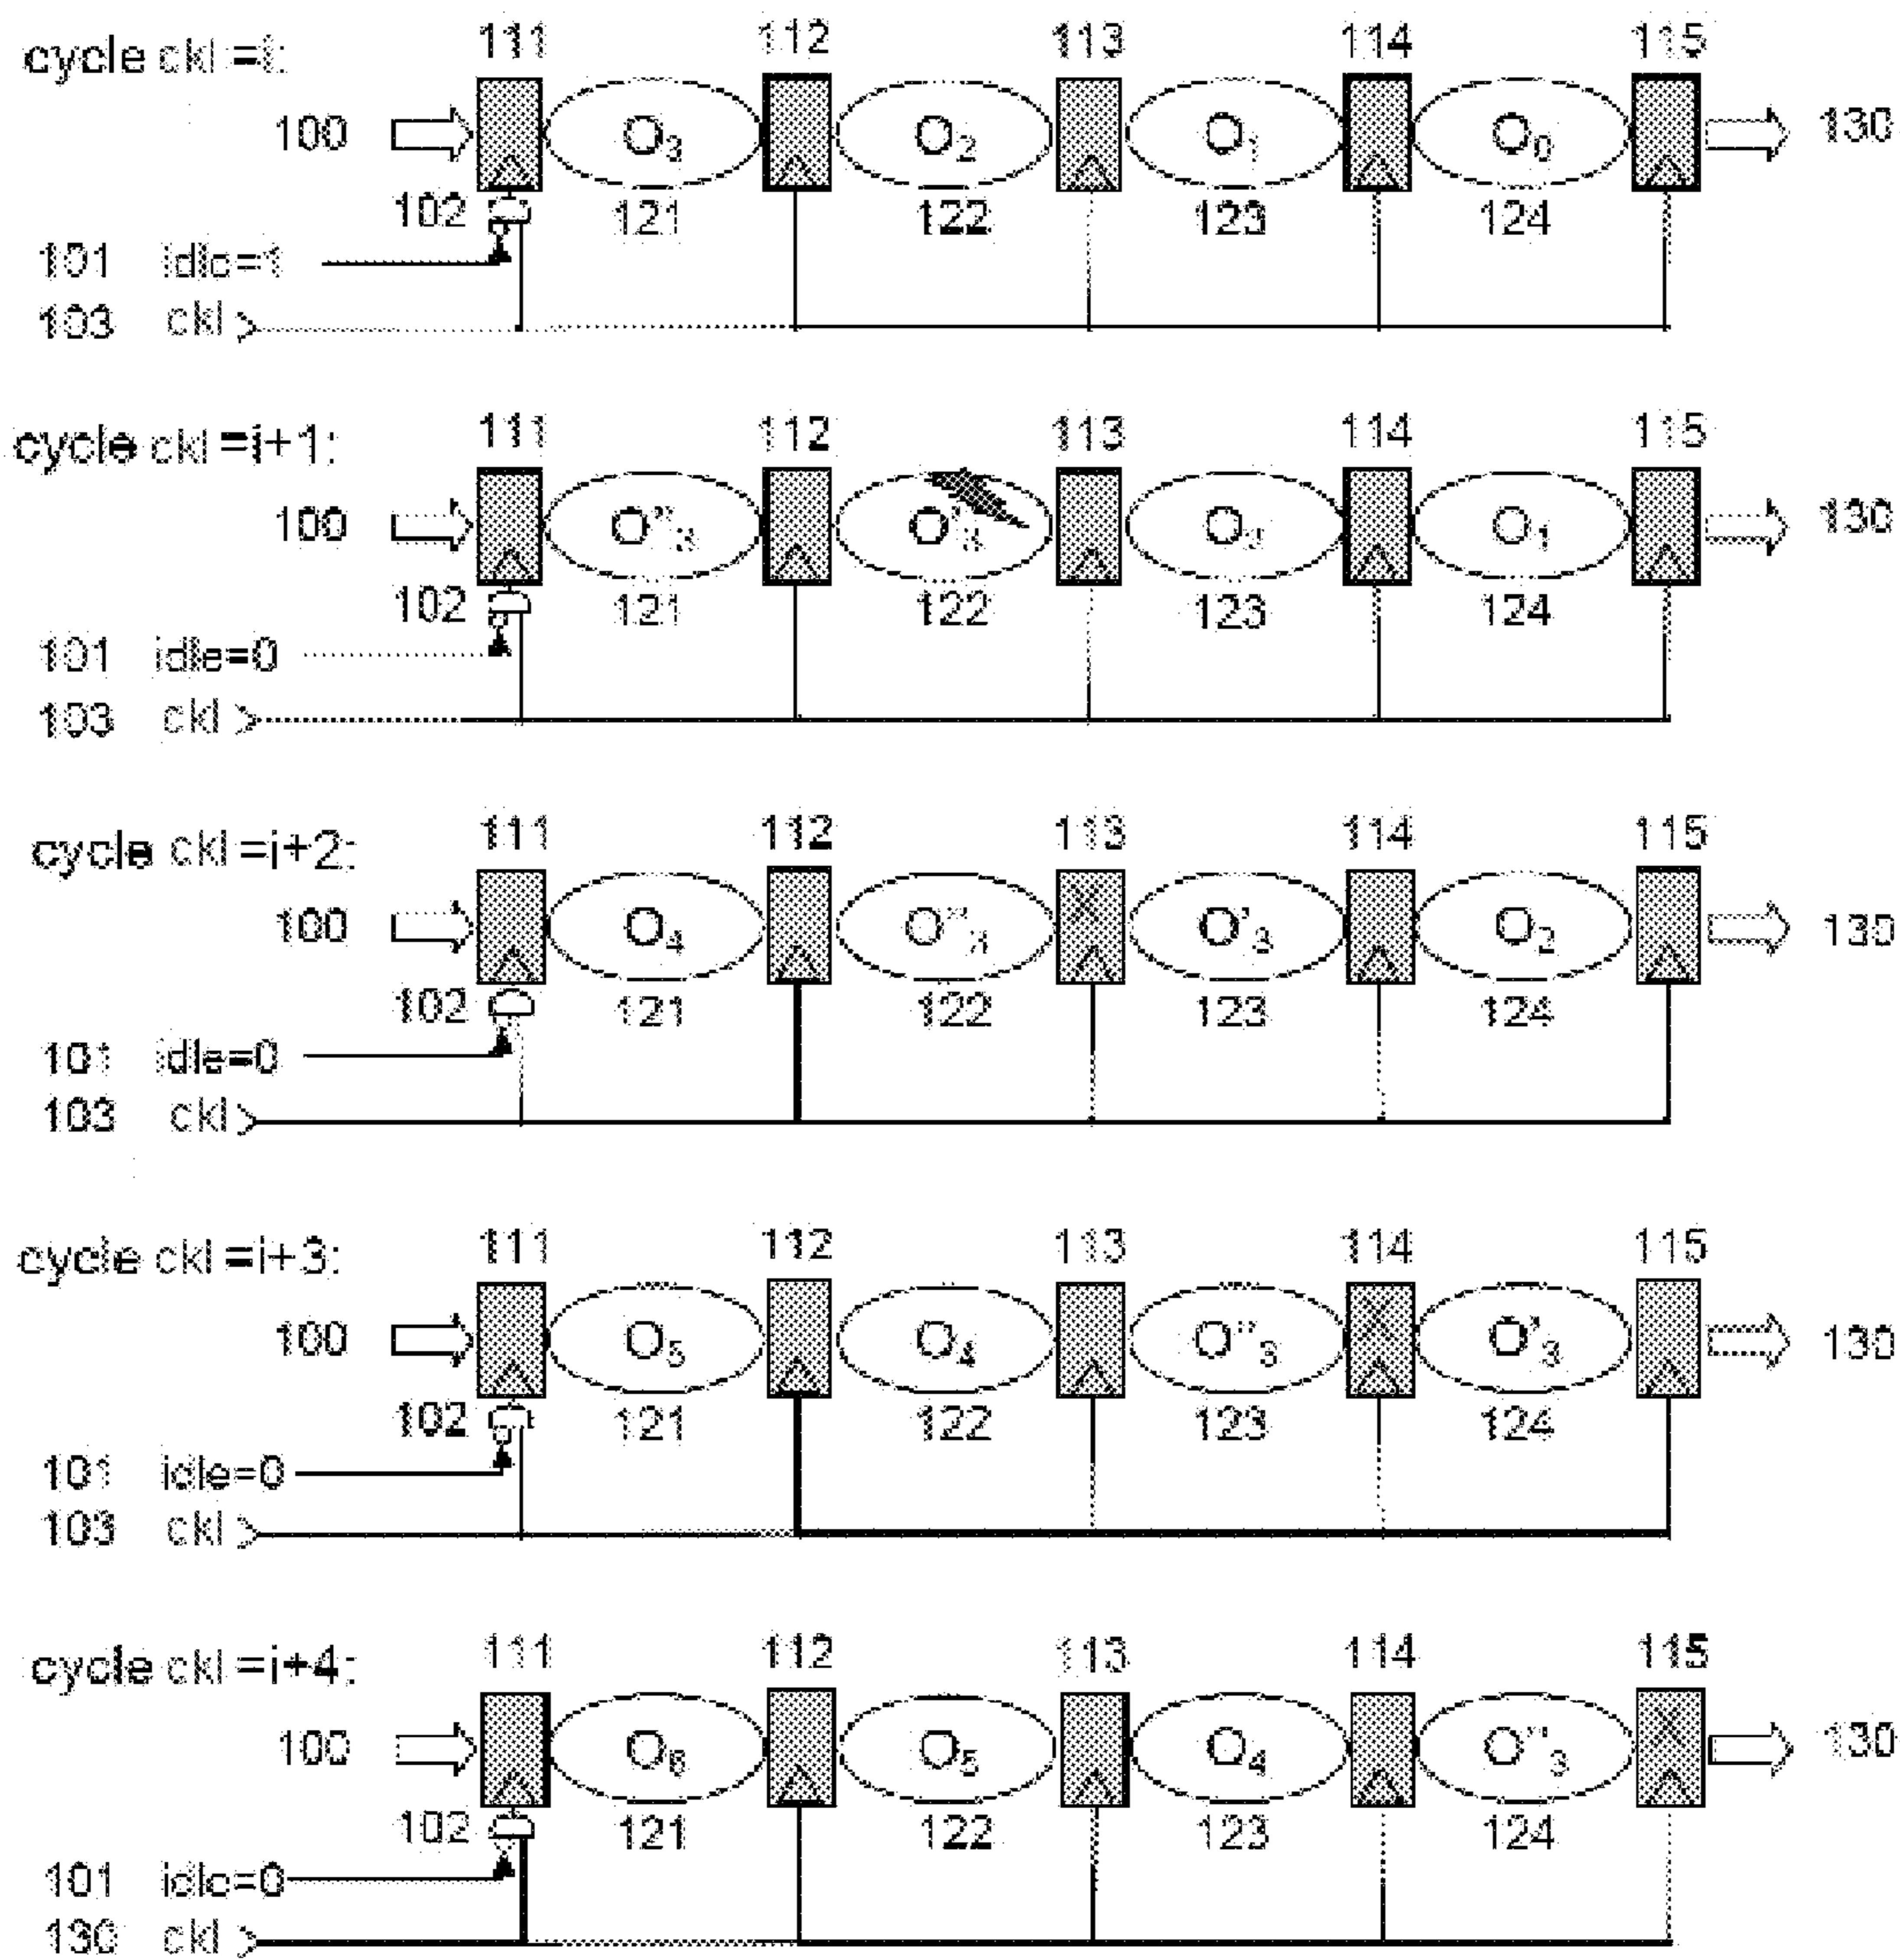 cycle ckl =i:
111 112 113 114 115
100 O3 O2 O1 O0 130
102 121 122 123 124
101 idle=1
103 ckl
cycle ckl =i+1:
111 112 113 114 115
100 O"3 O'3 O2 O1 130
102 121 122 123 124
101 idle=0
103 ckl
cycle ckl =i+2:
111 112 113 114 115
100 O4 O"3 O'3 O2 130
102 121 122 123 124
101 idle=0
103 ckl
cycle ckl =i+3:
111 112 113 114 115
100 O5 O4 O"3 O'3 130
102 121 122 123 124
101 idle=0
103 ckl
cycle ckl =i+4:
111 112 113 114 115
100 O6 O5 O4 O"3 130
102 121 122 123 124
101 idle=0
130 ckl